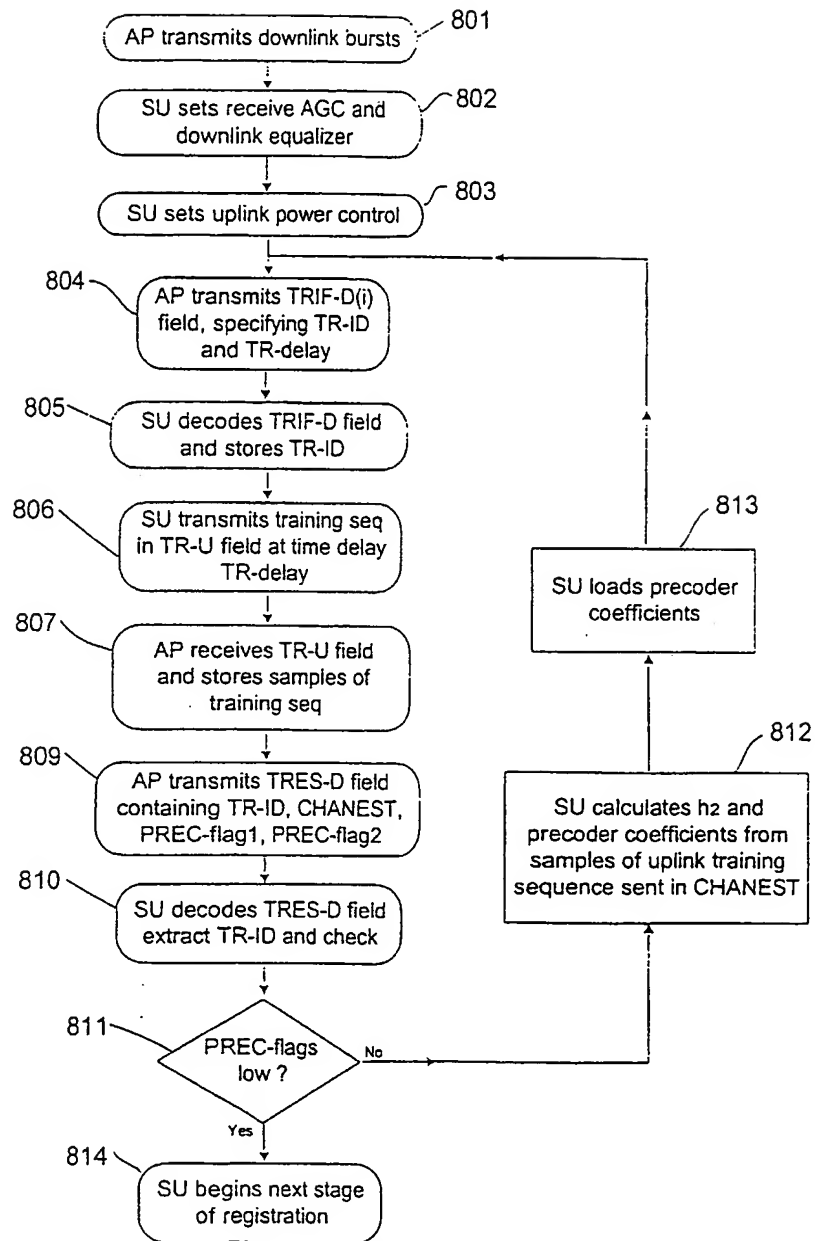 AP transmits downlink bursts
801
SU sets receive AGC and
downlink equalizer
802
SU sets uplink power control
803
804
AP transmits TRIF-D(i)
field, specifying TR-ID
and TR-delay
805
SU decodes TRIF-D field
and stores TR-ID
806
SU transmits training seq
in TR-U field at time delay
TR-delay
807
AP receives TR-U field
and stores samples of
training seq
809
AP transmits TRES-D field
containing TR-ID, CHANEST,
PREC-flag1, PREC-flag2
810
SU decodes TRES-D field
extract TR-ID and check
811
PREC-flags
low ?
No
Yes
814
SU begins next stage
of registration
813
SU loads precoder
coefficients
812
SU calculates h2 and
precoder coefficients from
samples of uplink training
sequence sent in CHANEST